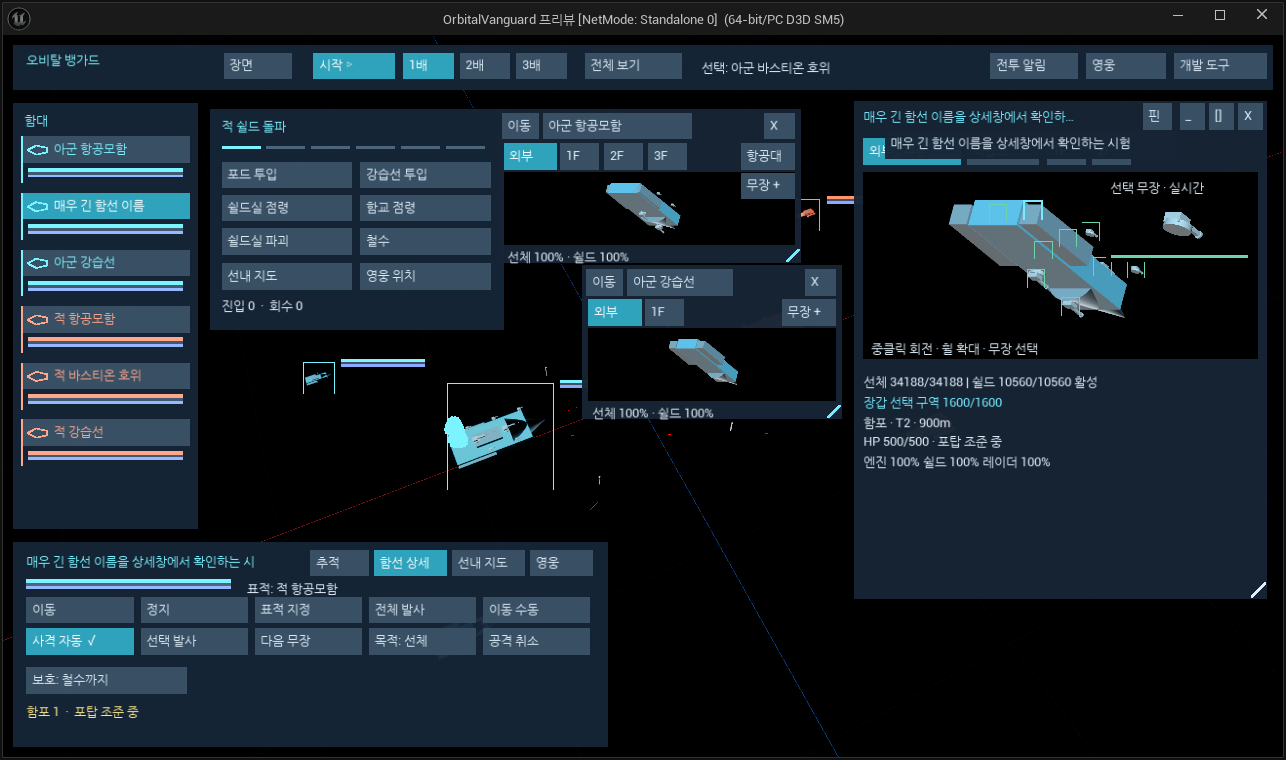 OrbitalVanguard 프리뷰 [NetMode: Standalone 0] (64-bit/PC D3D SM5)
오비탈 뱅가드
장면
시작 ▷
1배
2배
3배
전체 보기
선택: 아군 바스티온 호위
전투 알림
영웅
개발 도구
함대
아군 항공모함
매우 긴 함선 이름
아군 강습선
적 항공모함
적 바스티온 호위
적 강습선
적 쉴드 돌파
포드 투입
강습선 투입
쉴드실 점령
함교 점령
쉴드실 파괴
철수
선내 지도
영웅 위치
진입 0 · 회수 0
이동
아군 항공모함
X
외부
1F
2F
3F
항공대
무장 +
선체 100% · 쉴드 100%
이동
아군 강습선
X
외부
1F
무장 +
선체 100% · 쉴드 100%
매우 긴 함선 이름을 상세창에서 확인하...
핀
_
[]
X
매우 긴 함선 이름을 상세창에서 확인하는 시험
선택 무장 · 실시간
중클릭 회전 · 휠 확대 · 무장 선택
선체 34188/34188 | 쉴드 10560/10560 활성
장갑 선택 구역 1600/1600
함포 · T2 · 900m
HP 500/500 · 포탑 조준 중
엔진 100% 쉴드 100% 레이더 100%
매우 긴 함선 이름을 상세창에서 확인하는 시
추적
함선 상세
선내 지도
영웅
표적: 적 항공모함
이동
정지
표적 지정
전체 발사
이동 수동
사격 자동 √
선택 발사
다음 무장
목적: 선체
공격 취소
보호: 철수까지
함포 1 · 포탑 조준 중